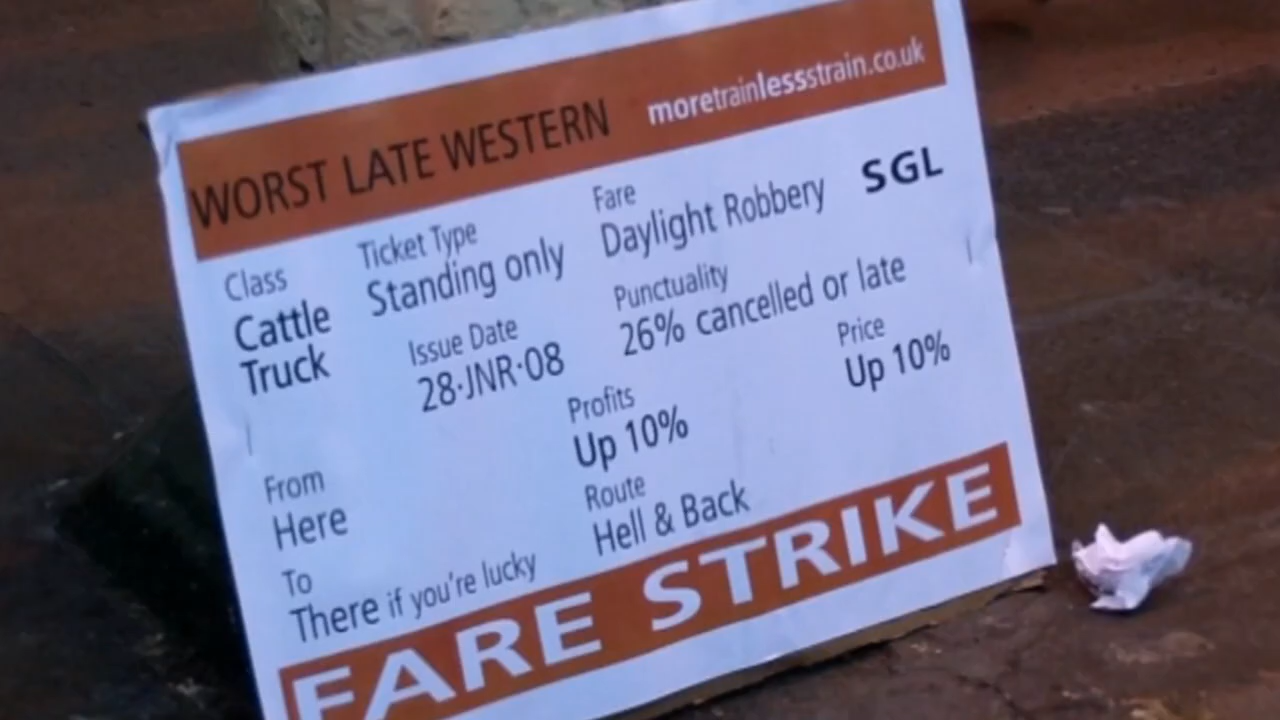 WORST LATE WESTERN moretrainlessstrain.co.uk
Class Ticket Type Fare SGL
Cattle Standing only Daylight Robbery
Truck Issue Date Punctuality
28·JNR·08 26% cancelled or late
Profits Price
Up 10% Up 10%
From Route
Here Hell & Back
To
There if you're lucky
FARE STRIKE